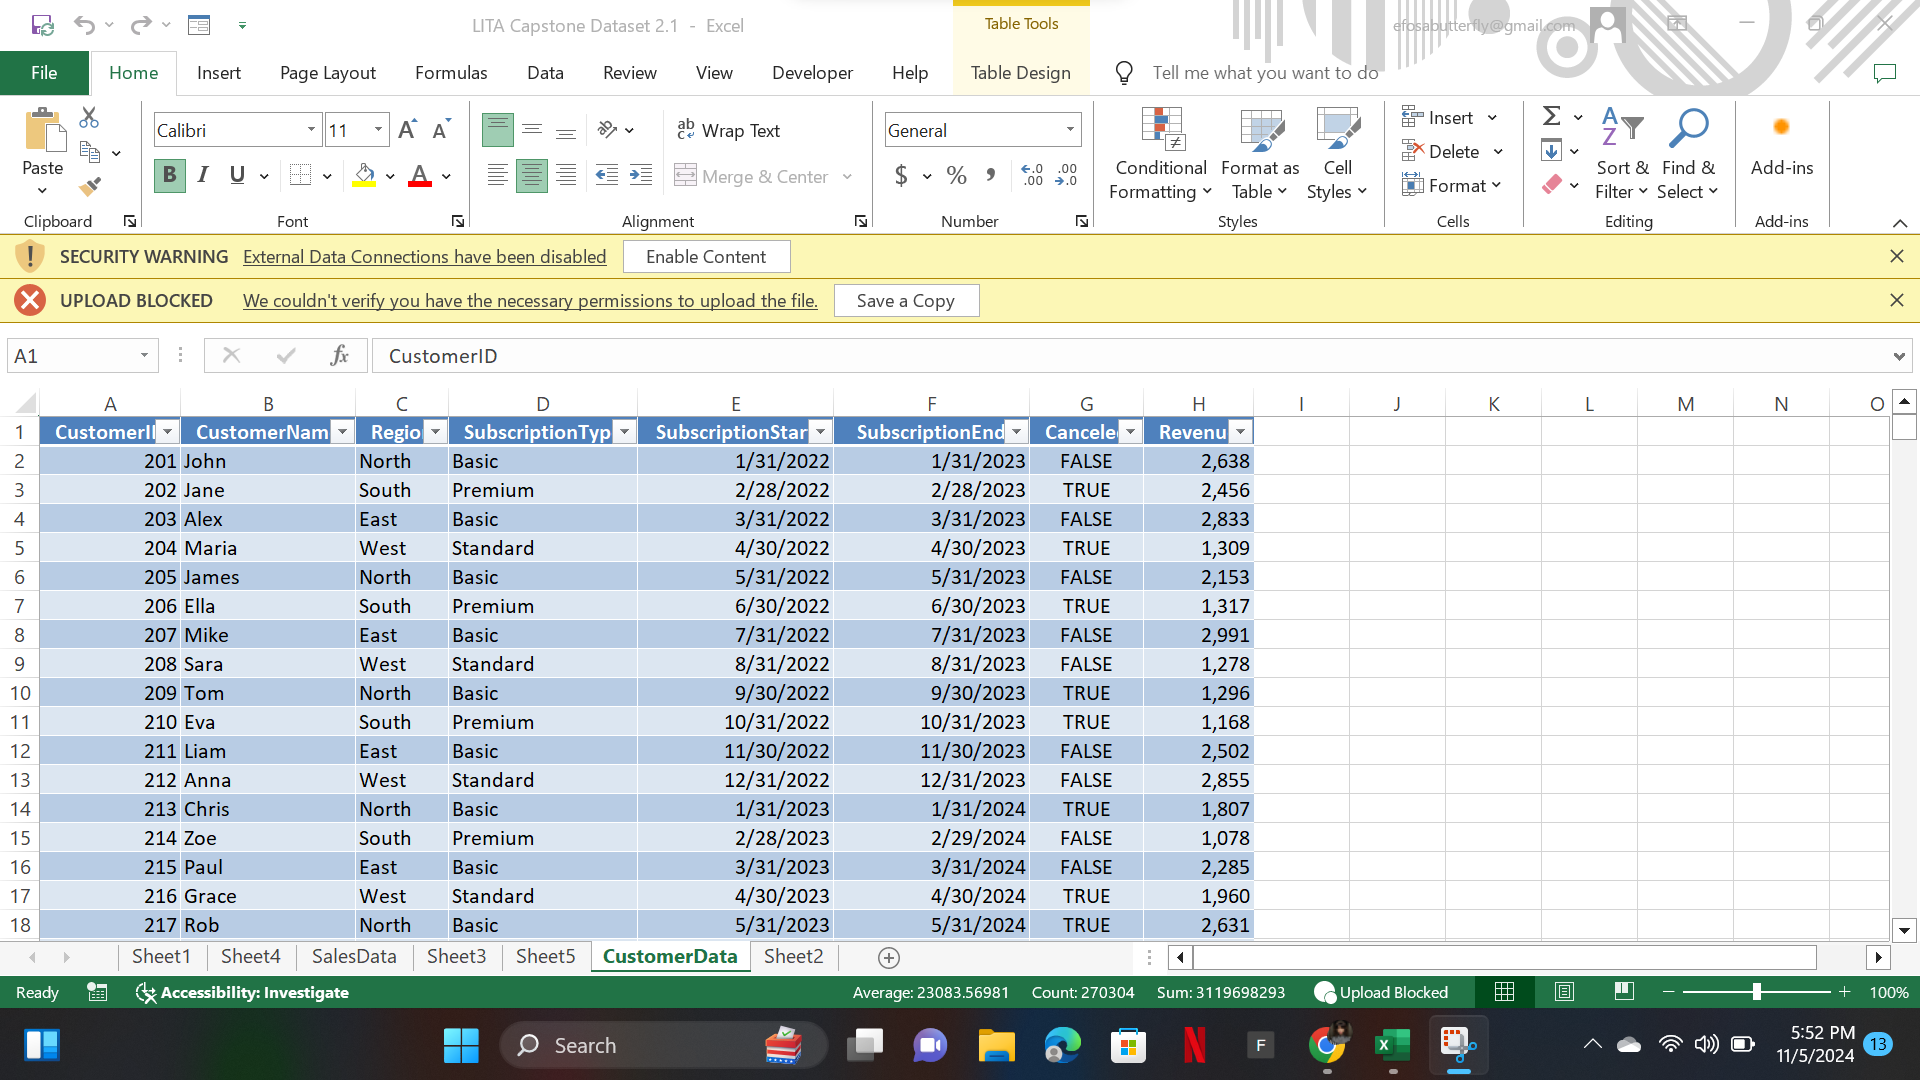 LITA Capstone Dataset 2.1 - Excel
Table Tools
efosabutterfly@gmail.com
File Home Insert Page Layout Formulas Data Review View Developer Help Table Design Tell me what you want to do
Calibri 11 A A ab Wrap Text General Insert
Paste B I U A Merge & Center $ % , Conditional Formatting Format as Table Cell Styles Delete Format Sort & Filter Find & Select Add-ins
Clipboard Font Alignment Number Styles Cells Editing Add-ins
SECURITY WARNING External Data Connections have been disabled Enable Content
UPLOAD BLOCKED We couldn't verify you have the necessary permissions to upload the file. Save a Copy
A1 fx CustomerID
A B C D E F G H I J K L M N O
1 CustomerI CustomerNam Regio SubscriptionTyp SubscriptionStar SubscriptionEnd Cancele Revenu
2 201 John North Basic 1/31/2022 1/31/2023 FALSE 2,638
3 202 Jane South Premium 2/28/2022 2/28/2023 TRUE 2,456
4 203 Alex East Basic 3/31/2022 3/31/2023 FALSE 2,833
5 204 Maria West Standard 4/30/2022 4/30/2023 TRUE 1,309
6 205 James North Basic 5/31/2022 5/31/2023 FALSE 2,153
7 206 Ella South Premium 6/30/2022 6/30/2023 TRUE 1,317
8 207 Mike East Basic 7/31/2022 7/31/2023 FALSE 2,991
9 208 Sara West Standard 8/31/2022 8/31/2023 FALSE 1,278
10 209 Tom North Basic 9/30/2022 9/30/2023 TRUE 1,296
11 210 Eva South Premium 10/31/2022 10/31/2023 TRUE 1,168
12 211 Liam East Basic 11/30/2022 11/30/2023 FALSE 2,502
13 212 Anna West Standard 12/31/2022 12/31/2023 FALSE 2,855
14 213 Chris North Basic 1/31/2023 1/31/2024 TRUE 1,807
15 214 Zoe South Premium 2/28/2023 2/29/2024 FALSE 1,078
16 215 Paul East Basic 3/31/2023 3/31/2024 FALSE 2,285
17 216 Grace West Standard 4/30/2023 4/30/2024 TRUE 1,960
18 217 Rob North Basic 5/31/2023 5/31/2024 TRUE 2,631
Sheet1 Sheet4 SalesData Sheet3 Sheet5 CustomerData Sheet2
Ready Accessibility: Investigate Average: 23083.56981 Count: 270304 Sum: 3119698293 Upload Blocked 100%
Search F 5:52 PM
11/5/2024 13